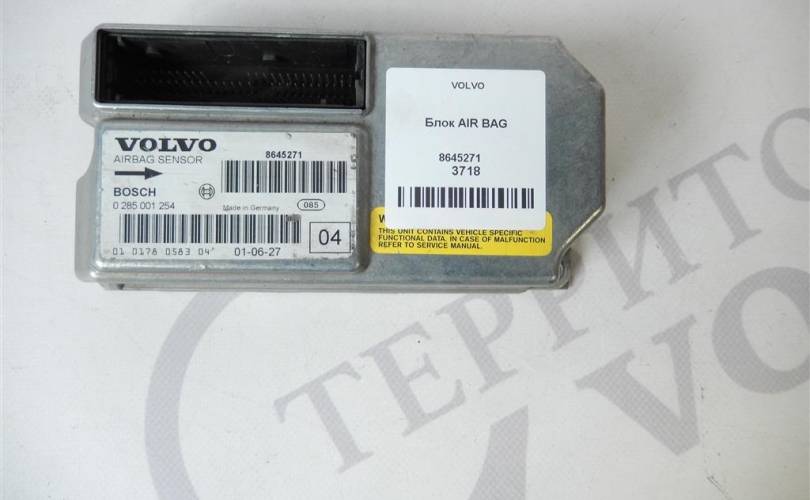 VOLVO
AIRBAG SENSOR
8645271
BOSCH
0 285 001 254
Made in Germany
085
04
01 0178 0583 04
01-06-27
VOLVO
Блок AIR BAG
8645271
3718
THIS UNIT CONTAINS VEHICLE SPECIFIC
FUNCTIONAL DATA. IN CASE OF MALFUNCTION
REFER TO SERVICE MANUAL.